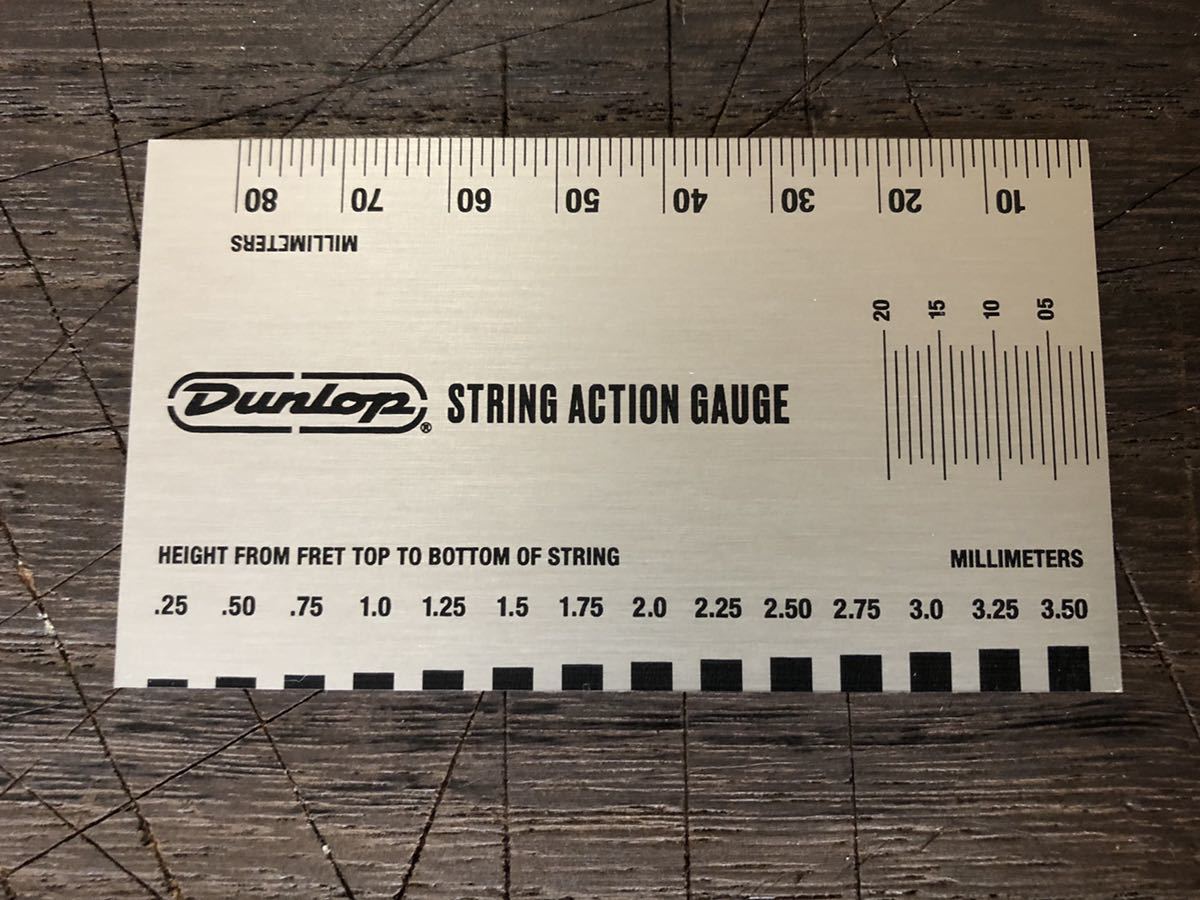 80 70 60 50 40 30 20 10
MILLIMETERS
20 15 10 05
Dunlop® STRING ACTION GAUGE
HEIGHT FROM FRET TOP TO BOTTOM OF STRING MILLIMETERS
.25 .50 .75 1.0 1.25 1.5 1.75 2.0 2.25 2.50 2.75 3.0 3.25 3.50